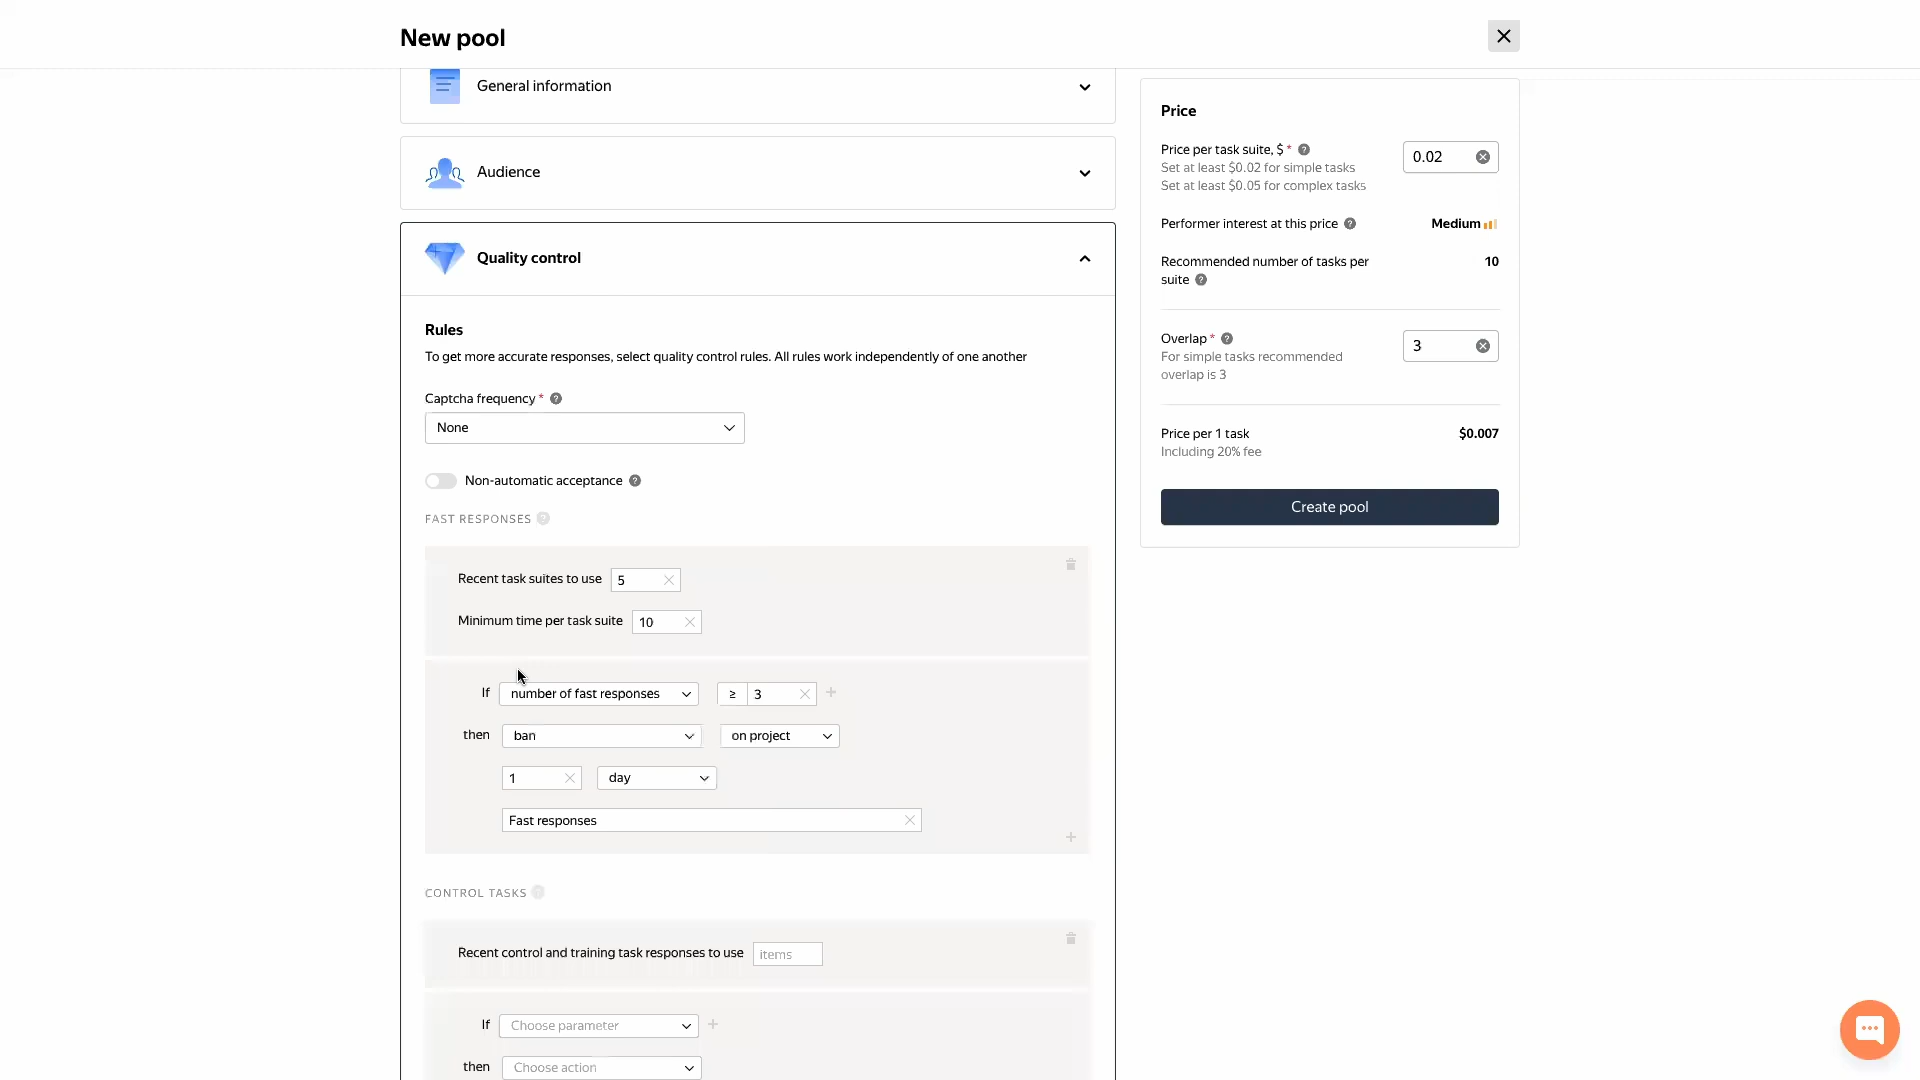 New pool
General information
Audience
Quality control
Rules
To get more accurate responses, select quality control rules. All rules work independently of one another
Captcha frequency * ?
None
Non-automatic acceptance ?
FAST RESPONSES ?
Recent task suites to use 5
Minimum time per task suite 10
If number of fast responses ≥ 3 +
then ban on project
1 day
Fast responses
+
CONTROL TASKS ?
Recent control and training task responses to use items
If Choose parameter +
then Choose action
Price
Price per task suite, $ * ? 0.02
Set at least $0.02 for simple tasks
Set at least $0.05 for complex tasks
Performer interest at this price ? Medium
Recommended number of tasks per 10
suite ?
Overlap * ? 3
For simple tasks recommended
overlap is 3
Price per 1 task $0.007
Including 20% fee
Create pool